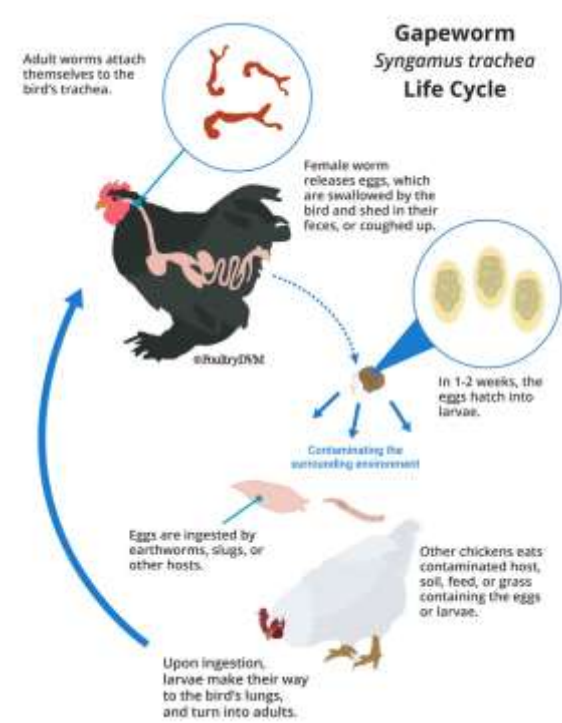 Gapeworm
Syngamus trachea
Life Cycle
Adult worms attach
themselves to the
bird's trachea.
Female worm
releases eggs, which
are swallowed by the
bird and shed in their
feces, or coughed up.
©PoultryDVM
In 1-2 weeks, the
eggs hatch into
larvae.
Contaminating the
surrounding environment
Eggs are ingested by
earthworms, slugs, or
other hosts.
Other chickens eats
contaminated host,
soil, feed, or grass
containing the eggs
or larvae.
Upon ingestion,
larvae make their way
to the bird's lungs,
and turn into adults.